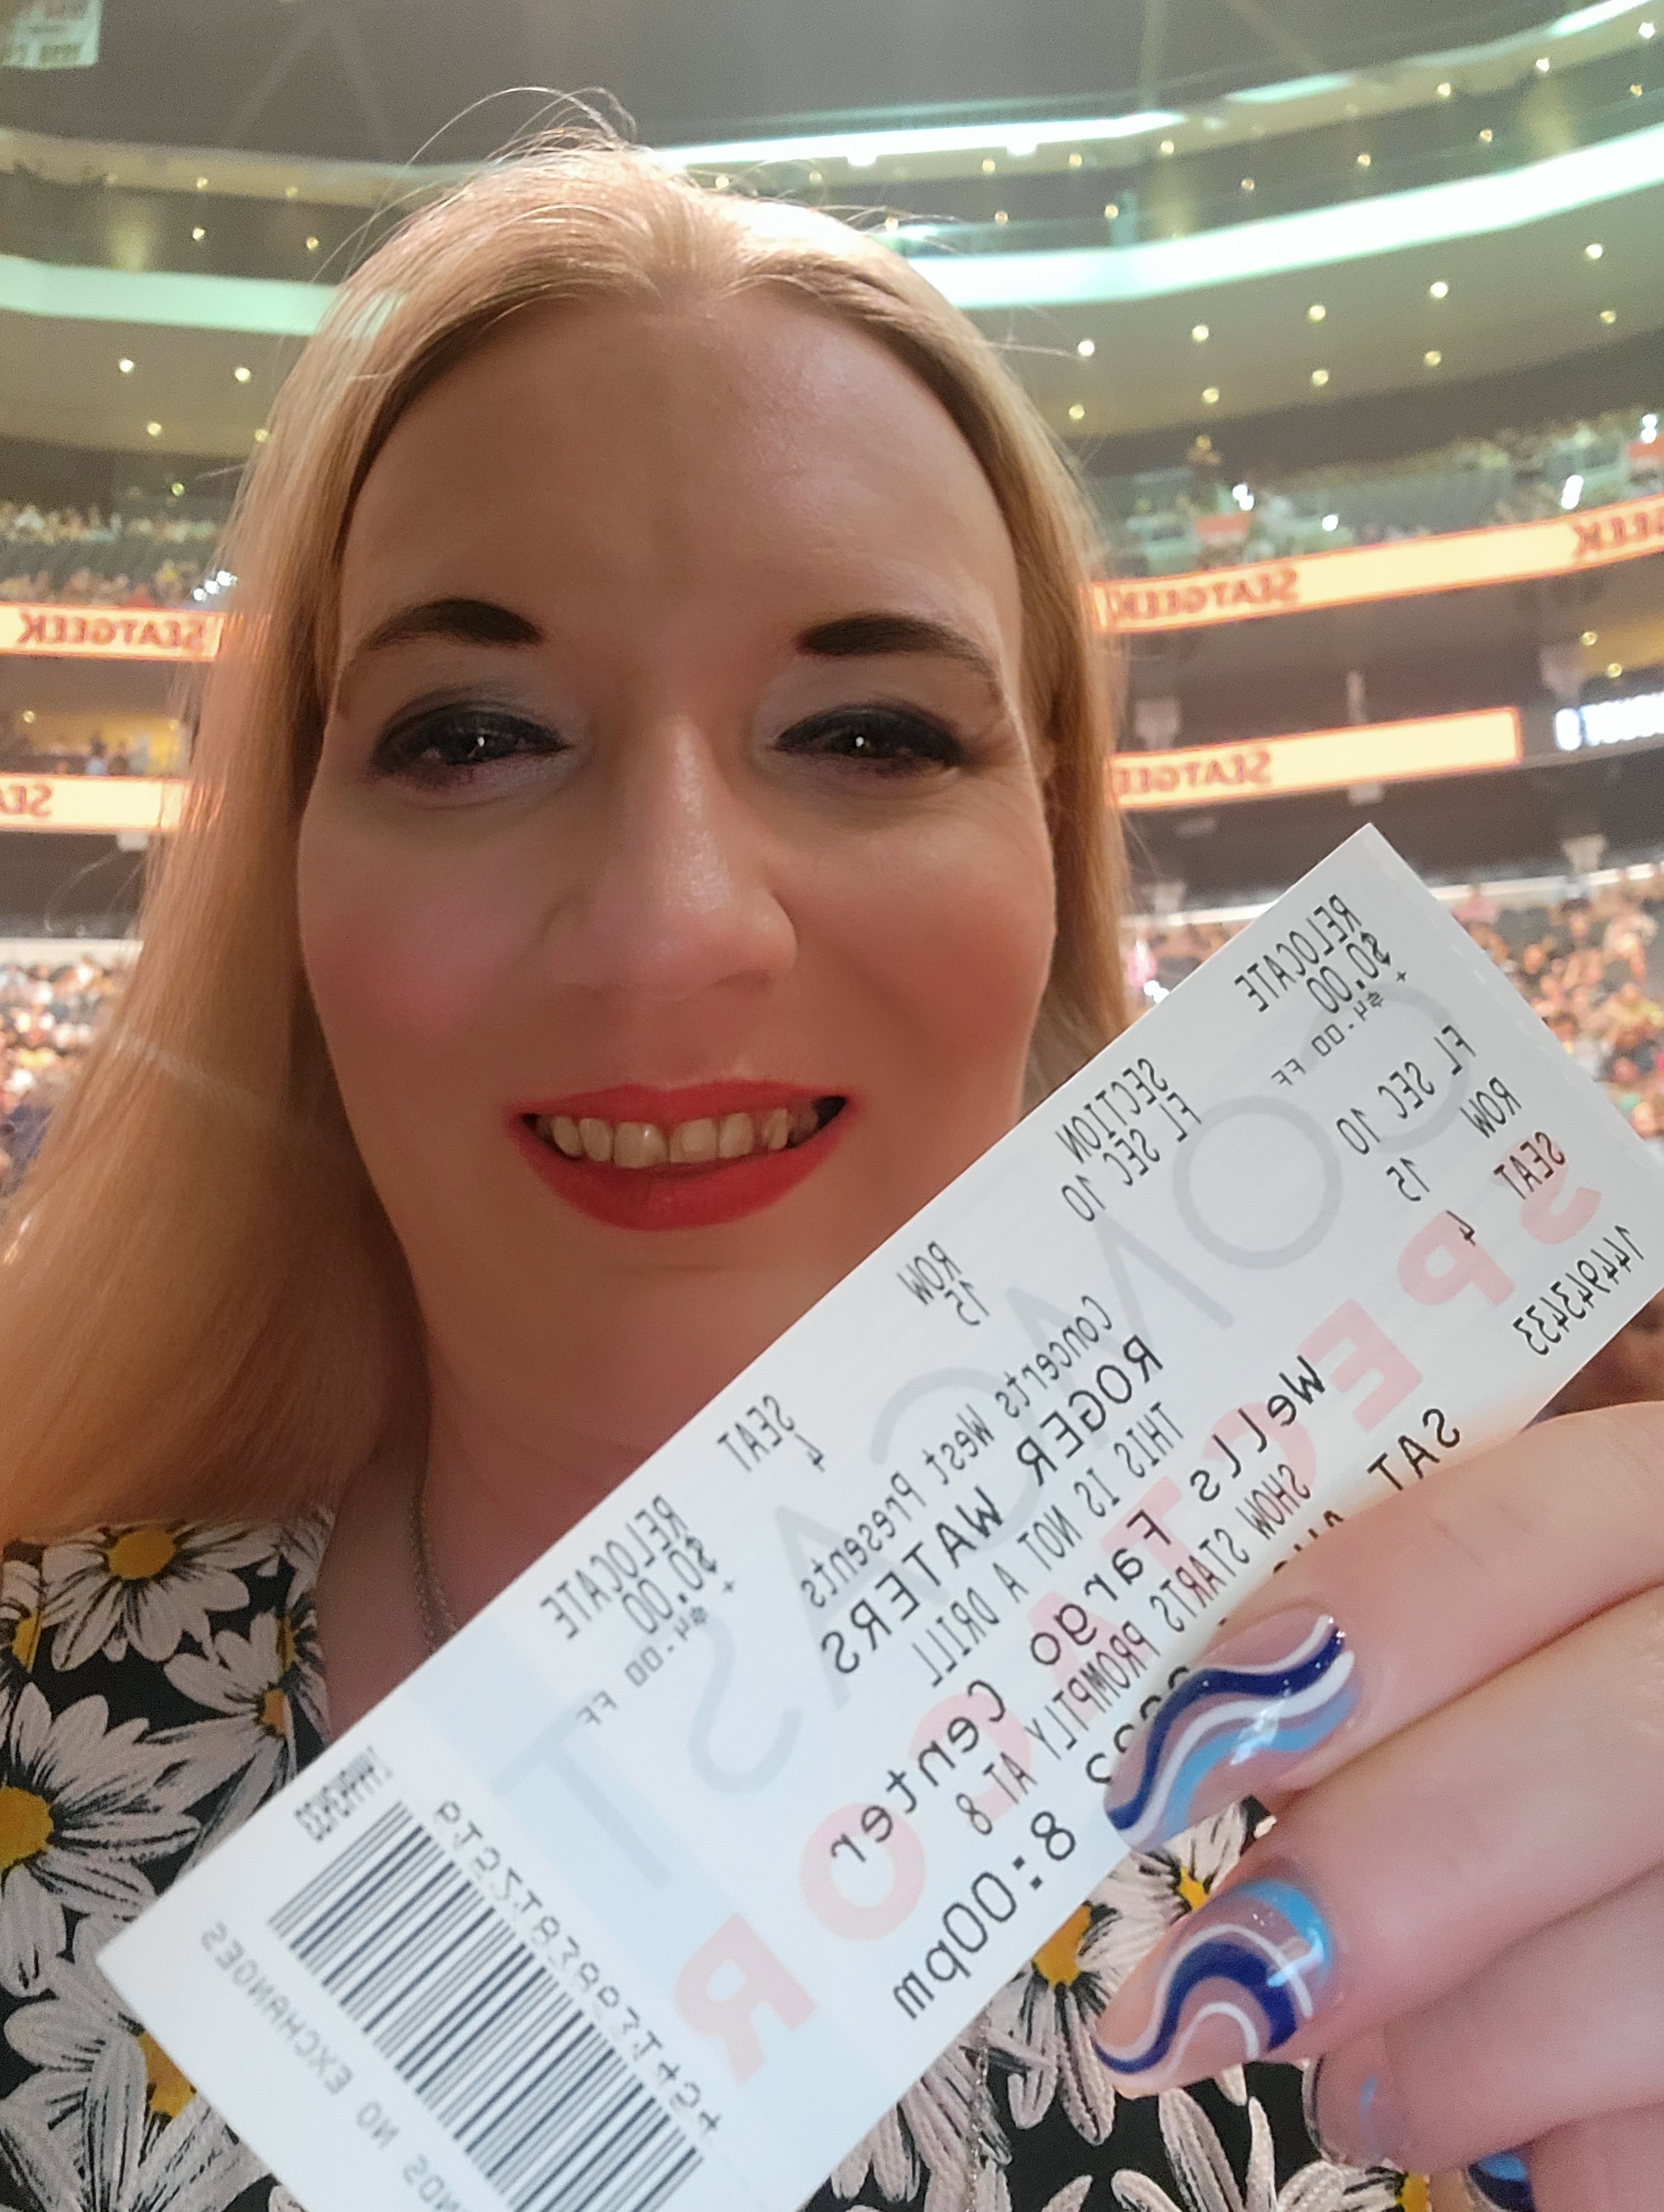 SEATGEEK
SEATGEEK
SEATGEEK
COMCAST
SPECTACOR
RELOCATE
$0.00
+ $4.00 FF
SECTION
FL SEC 10
ROW
15
SEAT
4
RELOCATE
$0.00
+ $4.00 FF
FL SEC 10
ROW 15
SEAT 4
1449434333
Concerts West Presents
ROGER WATERS
THIS IS NOT A DRILL
Wells Fargo Center
SHOW STARTS PROMPTLY AT 8
SAT
8:00pm
NO EXCHANGES